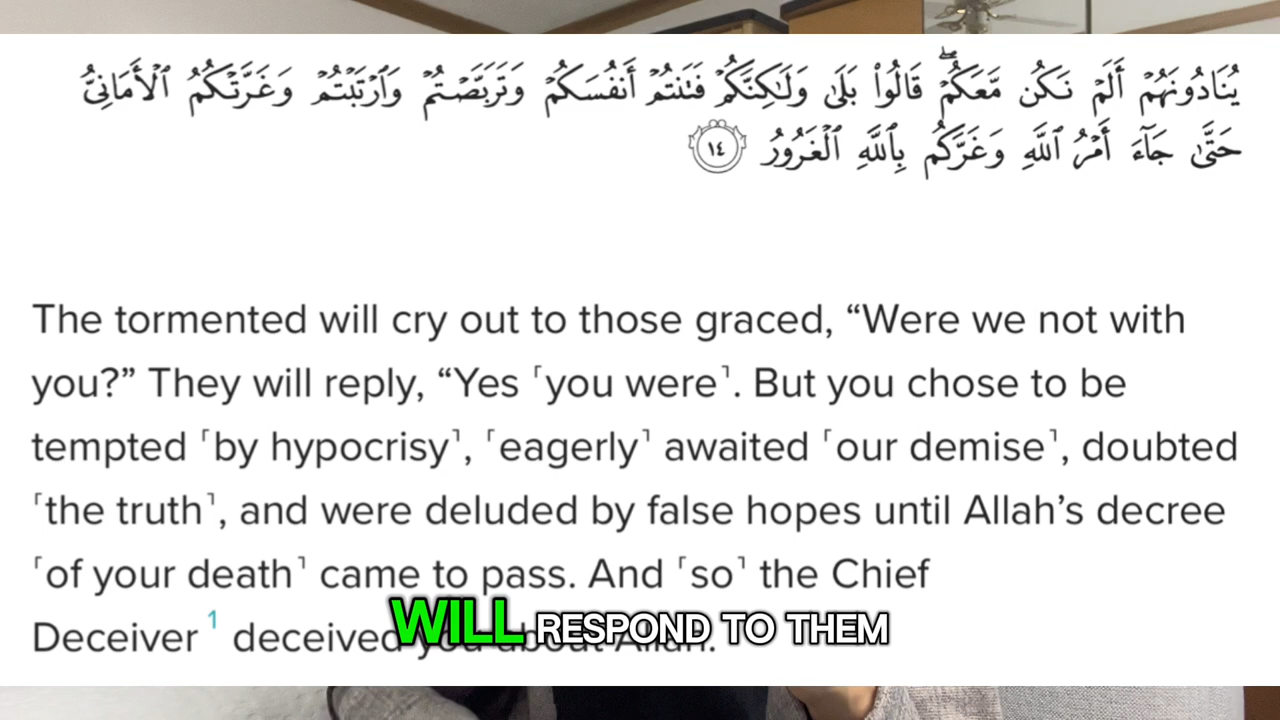 يُنَادُونَهُمْ أَلَمْ نَكُن مَّعَكُمْ ۖ قَالُوا۟ بَلَىٰ وَلَـٰكِنَّكُمْ فَتَنتُمْ أَنفُسَكُمْ وَتَرَبَّصْتُمْ وَٱرْتَبْتُمْ وَغَرَّتْكُمُ ٱلْأَمَانِىُّ
حَتَّىٰ جَآءَ أَمْرُ ٱللَّهِ وَغَرَّكُم بِٱللَّهِ ٱلْغَرُورُ ١٤
The tormented will cry out to those graced, “Were we not with
you?” They will reply, “Yes ˹you were˺. But you chose to be
tempted ˹by hypocrisy˺, ˹eagerly˺ awaited ˹our demise˺, doubted
˹the truth˺, and were deluded by false hopes until Allah’s decree
˹of your death˺ came to pass. And ˹so˺ the Chief
Deceiver 1 deceived you about Allah.
WILL RESPOND TO THEM